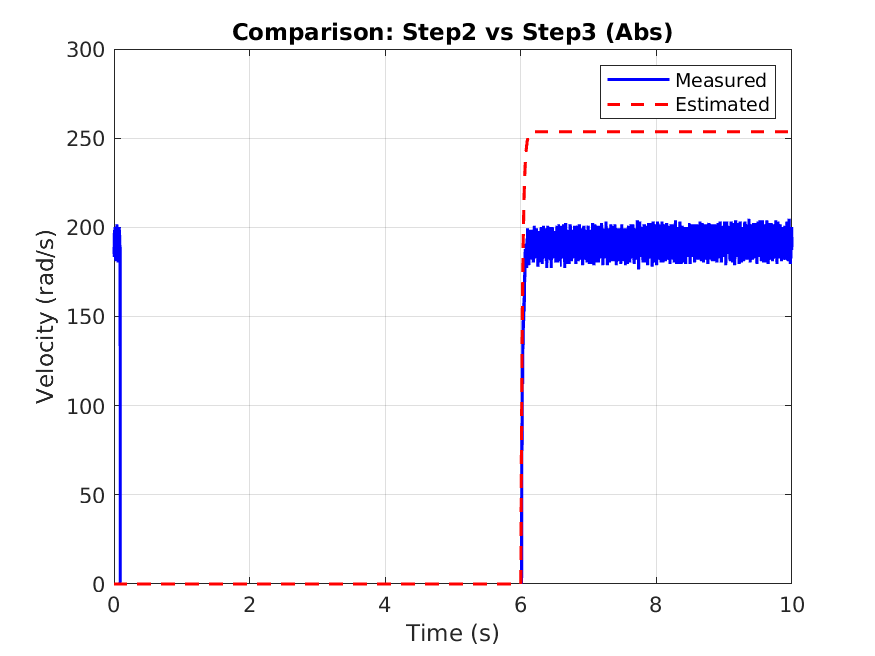 Comparison: Step2 vs Step3 (Abs)
300
250
200
150
100
50
0
Velocity (rad/s)
Measured
Estimated
0 2 4 6 8 10
Time (s)